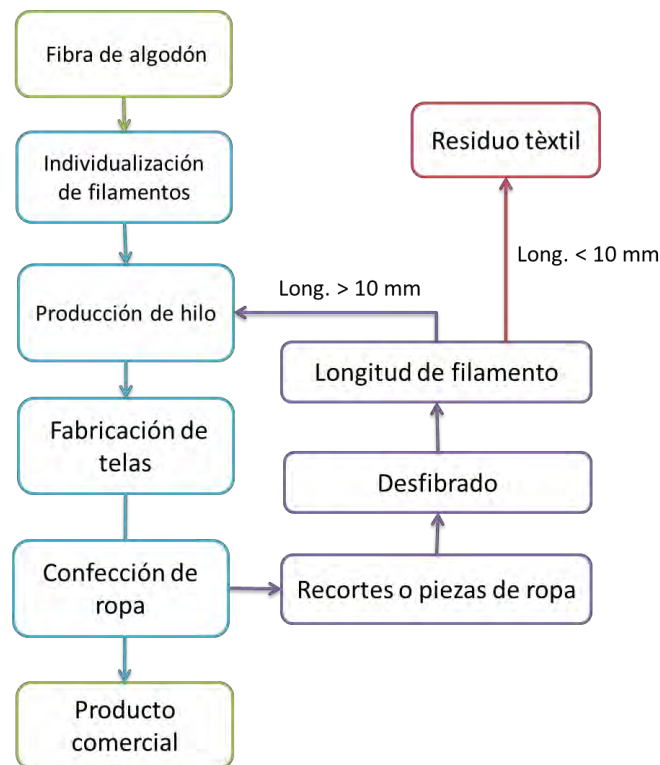 Fibra de algodón
Residuo tèxtil
Individualización
de filamentos
Long. < 10 mm
Long. > 10 mm
Producción de hilo
Longitud de filamento
Fabricación de
telas
Desfibrado
Confección de
ropa
Recortes o piezas de ropa
Producto
comercial